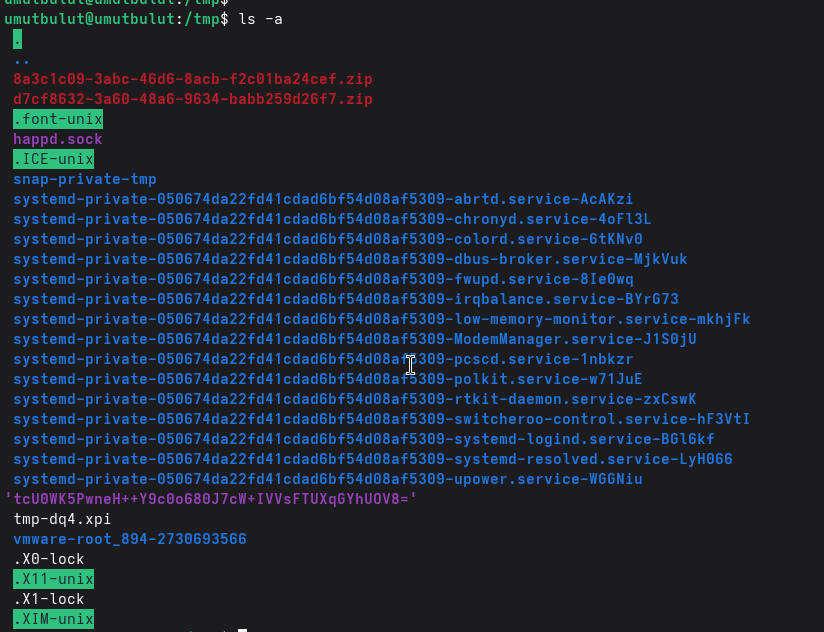 umutbulut@umutbulut:/tmp$
umutbulut@umutbulut:/tmp$ ls -a
.
..
8a3c1c09-3abc-46d6-8acb-f2c01ba24cef.zip
d7cf8632-3a60-48a6-9634-babb259d26f7.zip
.font-unix
happd.sock
.ICE-unix
snap-private-tmp
systemd-private-050674da22fd41cdad6bf54d08af5309-abrtd.service-AcAKzi
systemd-private-050674da22fd41cdad6bf54d08af5309-chronyd.service-4oFl3L
systemd-private-050674da22fd41cdad6bf54d08af5309-colord.service-6tKNv0
systemd-private-050674da22fd41cdad6bf54d08af5309-dbus-broker.service-MjkVuk
systemd-private-050674da22fd41cdad6bf54d08af5309-fwupd.service-8Ie0wq
systemd-private-050674da22fd41cdad6bf54d08af5309-irqbalance.service-BYrG73
systemd-private-050674da22fd41cdad6bf54d08af5309-low-memory-monitor.service-mkhjFk
systemd-private-050674da22fd41cdad6bf54d08af5309-ModemManager.service-J1S0jU
systemd-private-050674da22fd41cdad6bf54d08af5309-pcscd.service-1nbkzr
systemd-private-050674da22fd41cdad6bf54d08af5309-polkit.service-w71JuE
systemd-private-050674da22fd41cdad6bf54d08af5309-rtkit-daemon.service-zxCswK
systemd-private-050674da22fd41cdad6bf54d08af5309-switcheroo-control.service-hF3VtI
systemd-private-050674da22fd41cdad6bf54d08af5309-systemd-logind.service-BGl6kf
systemd-private-050674da22fd41cdad6bf54d08af5309-systemd-resolved.service-LyH066
systemd-private-050674da22fd41cdad6bf54d08af5309-upower.service-WGGNiu
'tcU0WK5PwneH++Y9c0o680J7cW+IVVsFTUXqGYhUOV8='
tmp-dq4.xpi
vmware-root_894-2730693566
.X0-lock
.X11-unix
.X1-lock
.XIM-unix